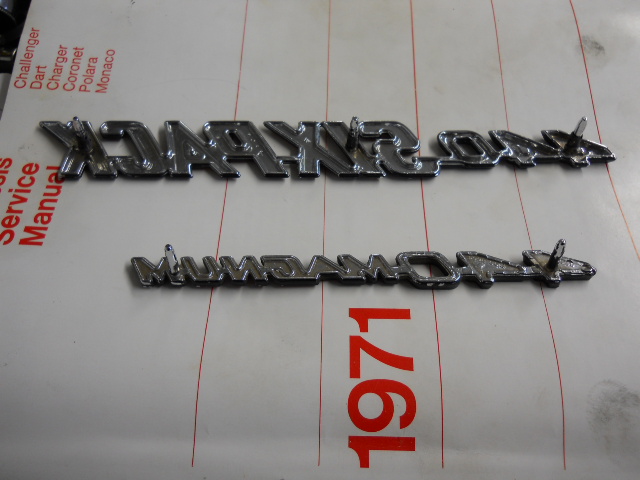 Challenger
Dart
Charger
Coronet
Polara
Monaco
Service
Manual
440 SIX PACK
440 MAGNUM
1971